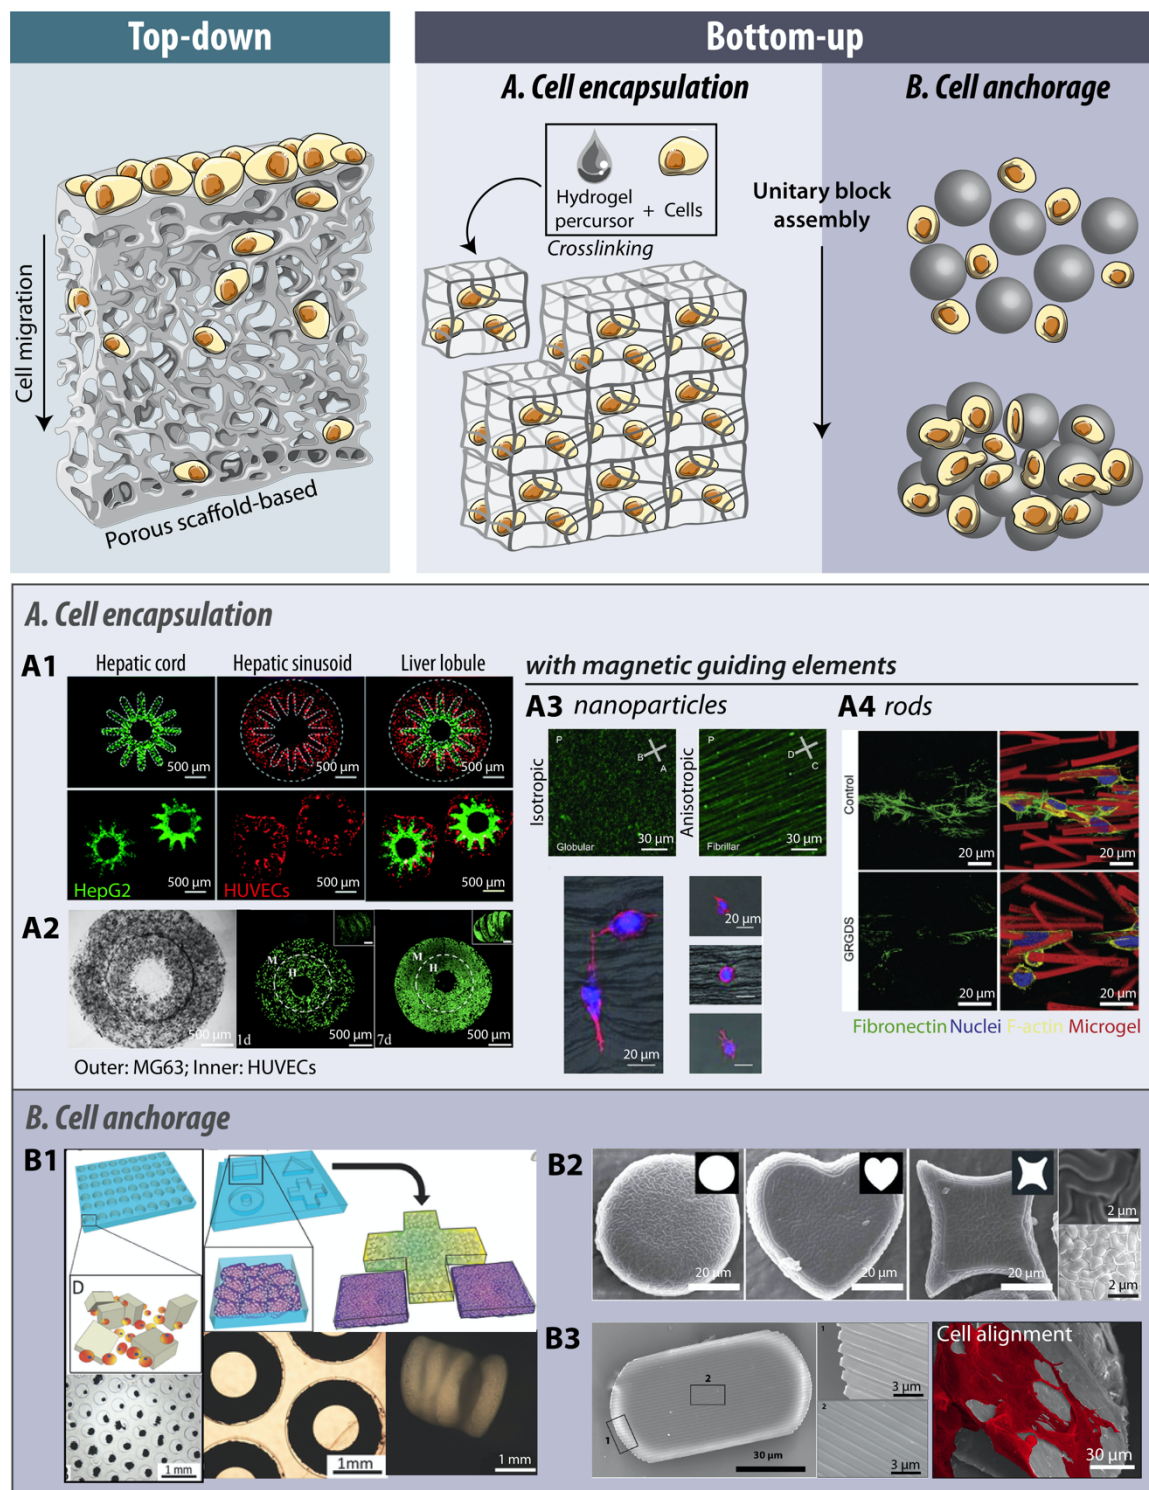 Top-down
Bottom-up
A. Cell encapsulation
B. Cell anchorage
Cell migration
Porous scaffold-based
Hydrogel
percursor
+ Cells
Crosslinking
Unitary block
assembly
A. Cell encapsulation
A1
Hepatic cord
Hepatic sinusoid
Liver lobule
500 µm
500 µm
500 µm
HepG2
500 µm
HUVECs
500 µm
500 µm
A2
500 µm
M
H
1d
500 µm
M
H
7d
500 µm
Outer: MG63; Inner: HUVECs
with magnetic guiding elements
A3 nanoparticles
Isotropic
P
B
A
Globular
30 µm
Anisotropic
P
D
C
Fibrillar
30 µm
20 µm
20 µm
A4 rods
Control
20 µm
20 µm
GRGDS
20 µm
20 µm
Fibronectin Nuclei F-actin Microgel
B. Cell anchorage
B1
D
1 mm
1mm
1 mm
B2
20 µm
20 µm
20 µm
2 µm
2 µm
B3
1
2
30 µm
1
3 µm
2
3 µm
Cell alignment
30 µm